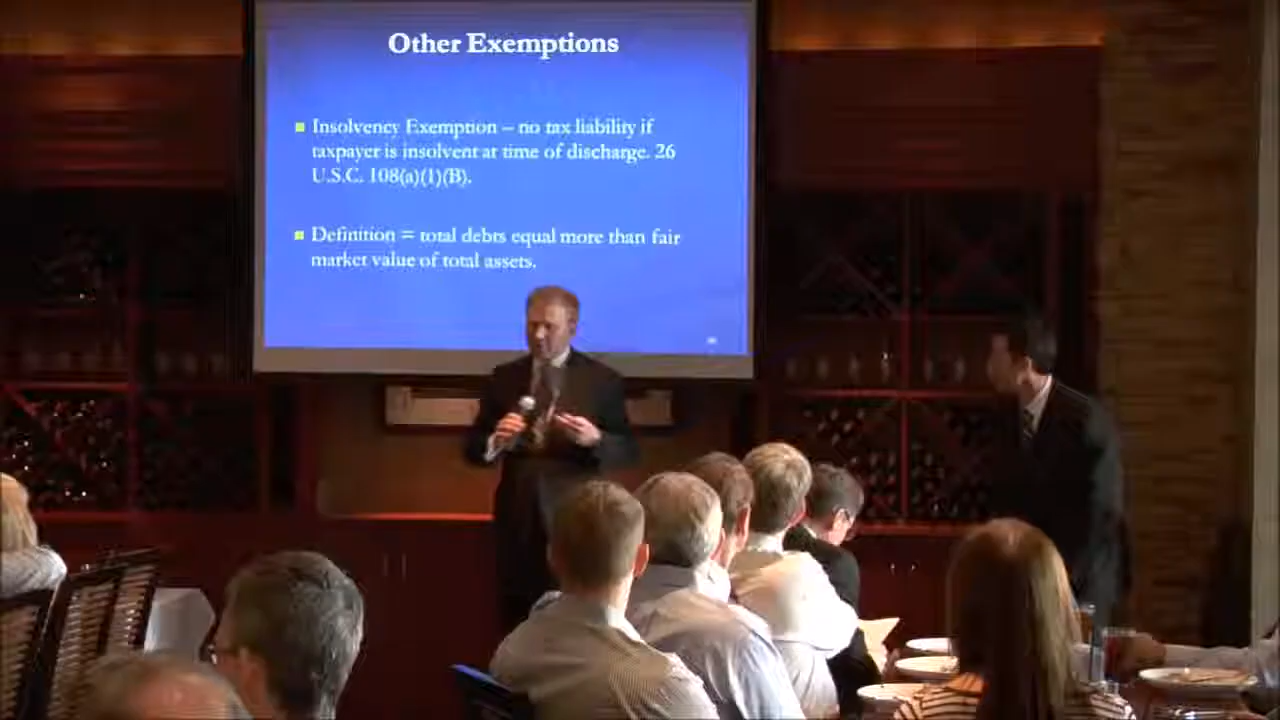 Other Exemptions
Insolvency Exemption – no tax liability if
taxpayer is insolvent at time of discharge. 26
U.S.C. 108(a)(1)(B).
Definition = total debts equal more than fair
market value of total assets.